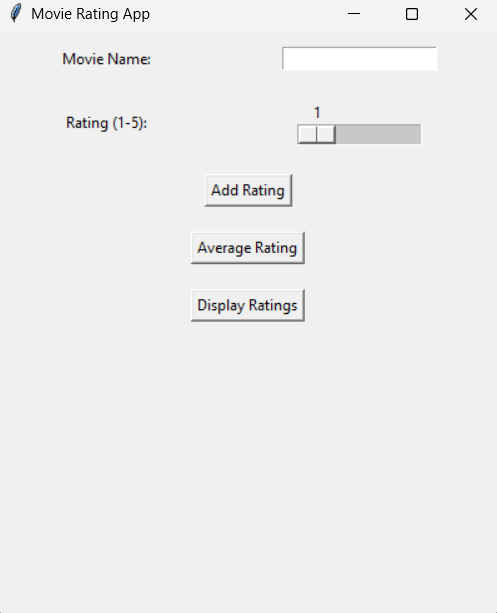 Movie Rating App
Movie Name:
1
Rating (1-5):
Add Rating
Average Rating
Display Ratings